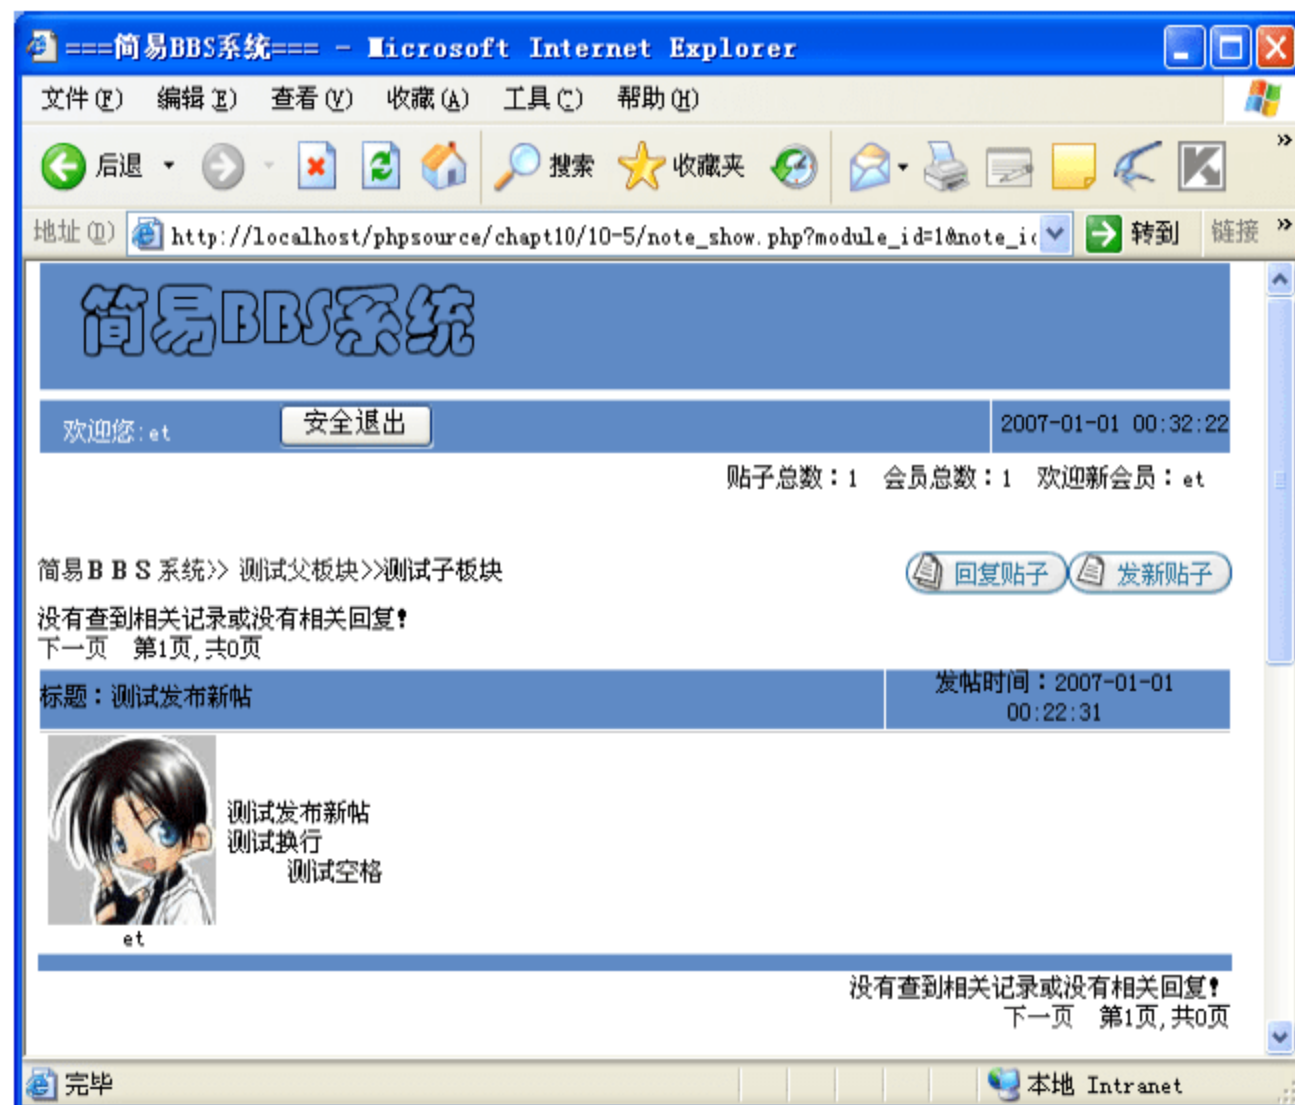 ===简易BBS系统=== - Microsoft Internet Explorer
文件(F) 编辑(E) 查看(V) 收藏(A) 工具(T) 帮助(H)
后退 搜索 收藏夹
地址(D) http://localhost/phpsource/chapt10/10-5/note_show.php?module_id=1&note_i 转到 链接 »
简易BBS系统
欢迎您:et 安全退出 2007-01-01 00:32:22
贴子总数：1 会员总数：1 欢迎新会员：et
简易BBS系统>> 测试父板块>>测试子板块 回复贴子 发新贴子
没有查到相关记录或没有相关回复！
下一页 第1页,共0页
标题：测试发布新帖 发帖时间：2007-01-01
00:22:31
测试发布新帖
测试换行
测试空格
et
没有查到相关记录或没有相关回复！
下一页 第1页,共0页
完毕 本地 Intranet